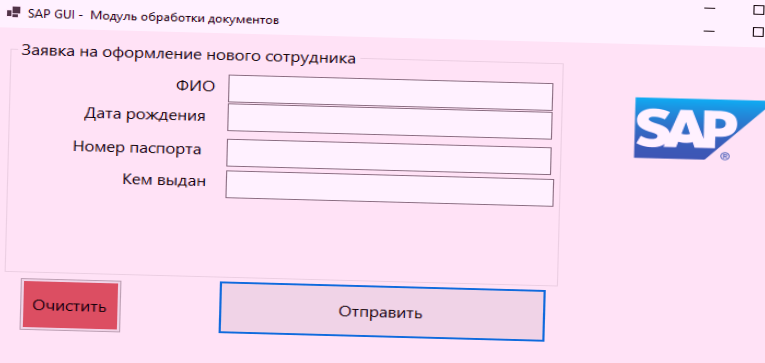 SAP GUI - Модуль обработки документов
Заявка на оформление нового сотрудника
ФИО
Дата рождения
Номер паспорта
Кем выдан
SAP®
Очистить
Отправить